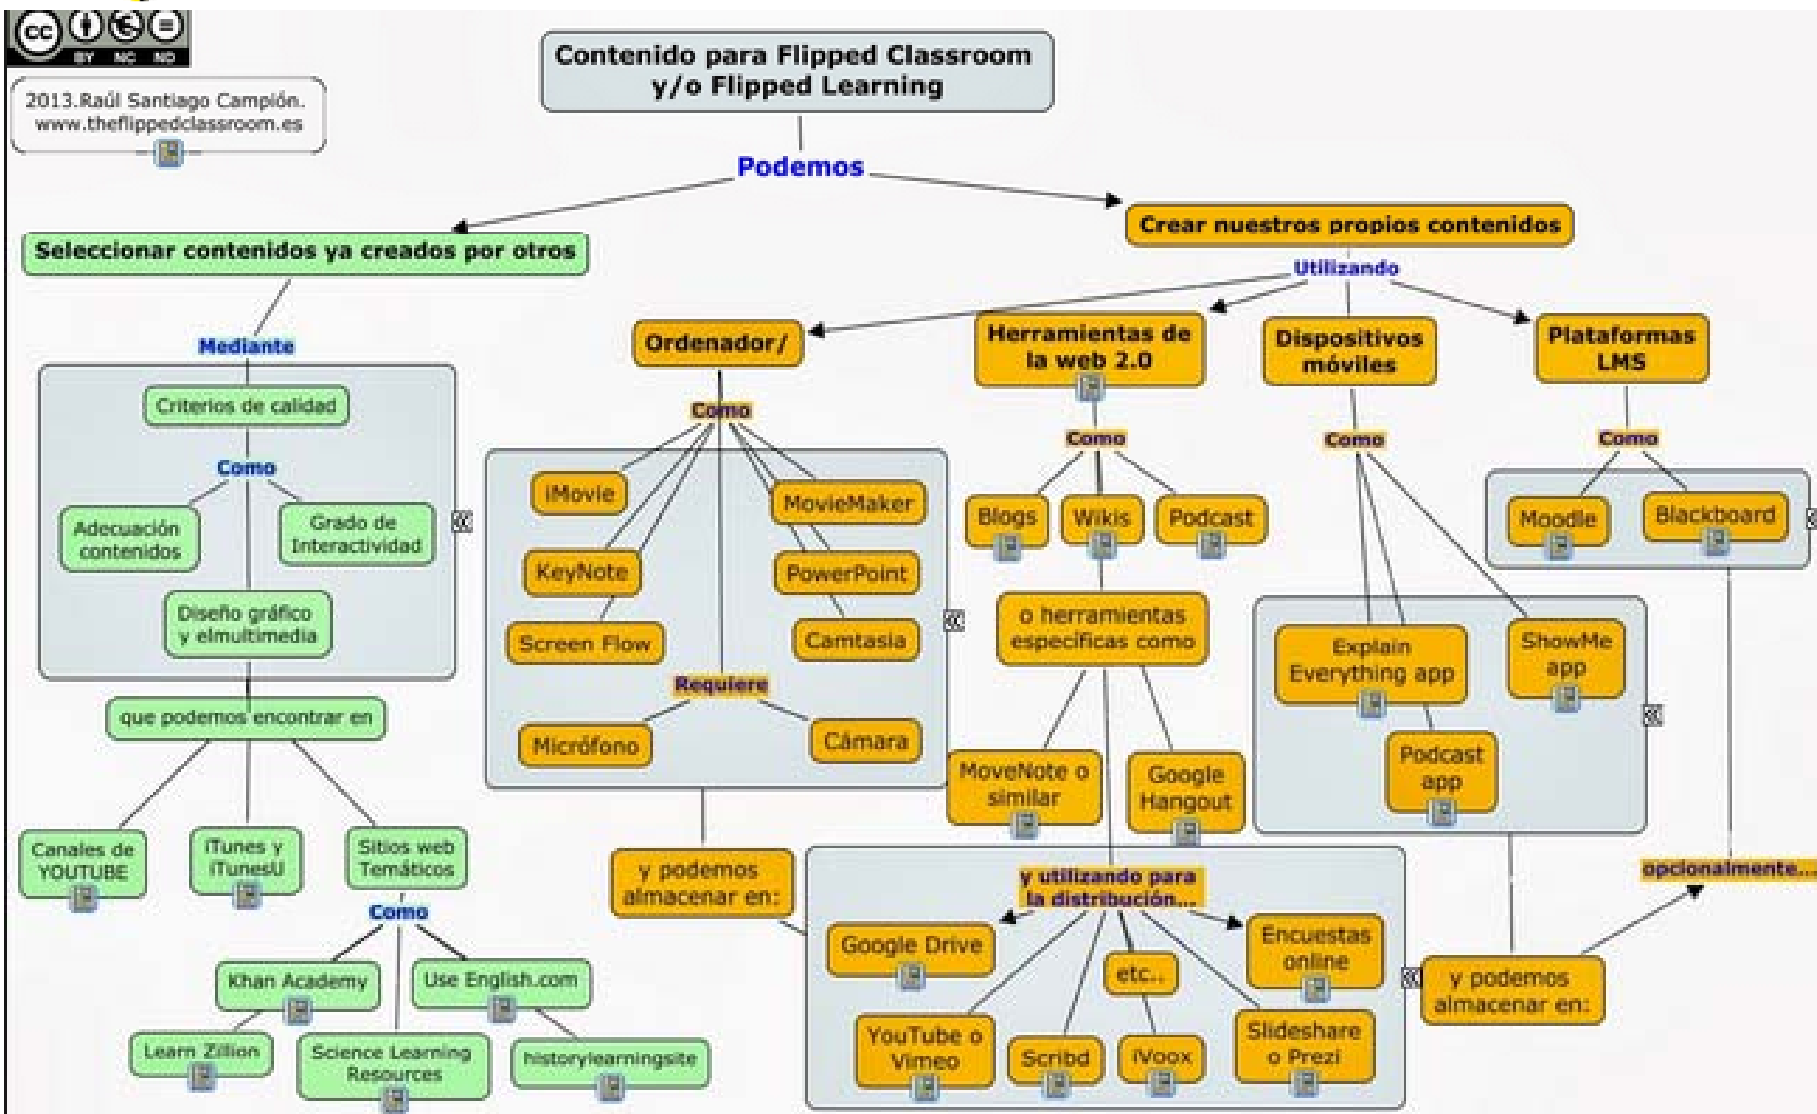 cc
BY NC ND
2013.Raúl Santiago Campión.
www.theflippedclassroom.es
Contenido para Flipped Classroom
y/o Flipped Learning
Podemos
Seleccionar contenidos ya creados por otros
Mediante
Criterios de calidad
Como
Adecuación
contenidos
Grado de
Interactividad
Diseño gráfico
y elmultimedia
que podemos encontrar en
Canales de
YOUTUBE
iTunes y
iTunesU
Sitios web
Temáticos
Como
Khan Academy
Use English.com
Learn Zillion
Science Learning
Resources
historylearningsite
Crear nuestros propios contenidos
Utilizando
Ordenador/
Como
iMovie
MovieMaker
KeyNote
PowerPoint
Screen Flow
Camtasia
Requiere
Micrófono
Cámara
y podemos
almacenar en:
Herramientas de
la web 2.0
Como
Blogs
Wikis
Podcast
o herramientas
específicas como
MoveNote o
similar
Google
Hangout
y utilizando para
la distribución...
Google Drive
etc..
Encuestas
online
YouTube o
Vimeo
Scribd
iVoox
Slideshare
o Prezi
Dispositivos
móviles
Como
Explain
Everything app
ShowMe
app
Podcast
app
y podemos
almacenar en:
Plataformas
LMS
Como
Moodle
Blackboard
opcionalmente...